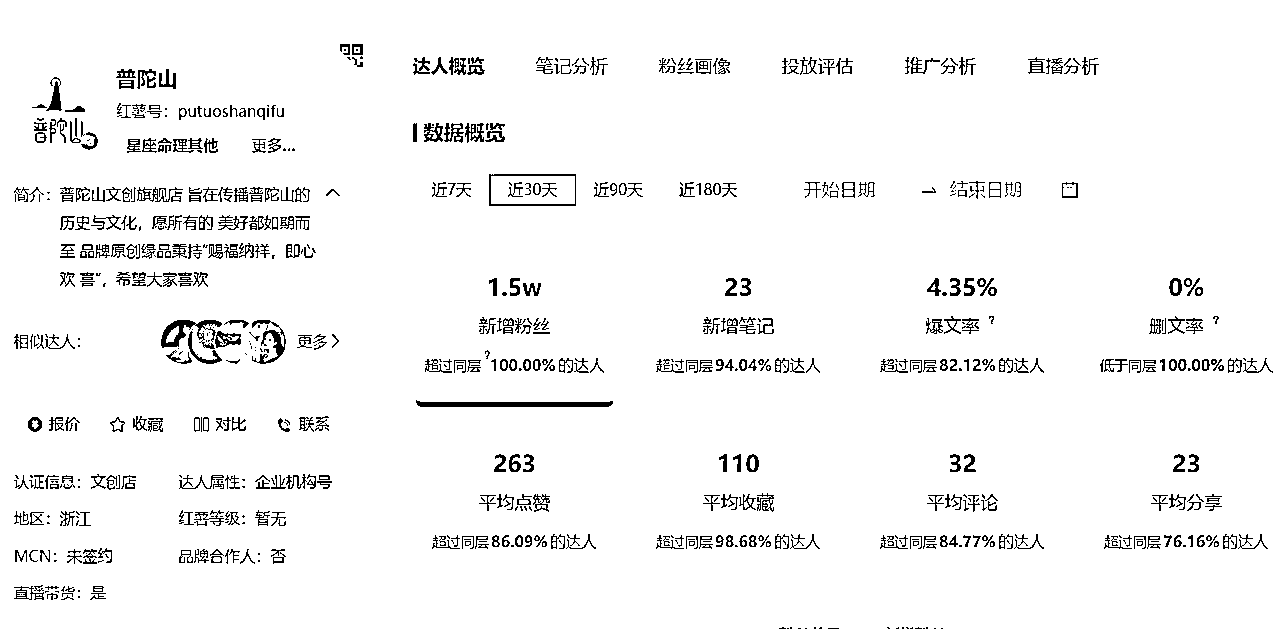 普陀山
红薯号：putuoshanqifu
普陀山
星座命理其他 更多...
简介：普陀山文创旗舰店 旨在传播普陀山的
历史与文化，愿所有的 美好都如期而
至 品牌原创缘品秉持“赐福纳祥，即心
欢 喜”，希望大家喜欢
相似达人：
更多
报价 收藏 对比 联系
认证信息：文创店 达人属性：企业机构号
地区：浙江 红薯等级：暂无
MCN：未签约 品牌合作人：否
直播带货：是
达人概览 笔记分析 粉丝画像 投放评估 推广分析 直播分析
数据概览
近7天 近30天 近90天 近180天 开始日期 → 结束日期
1.5w 23 4.35% 0%
新增粉丝 ? 新增笔记 爆文率 ? 删文率 ?
超过同层100.00%的达人 超过同层94.04%的达人 超过同层82.12%的达人 低于同层100.00%的达人
263 110 32 23
平均点赞 平均收藏 平均评论 平均分享
超过同层86.09%的达人 超过同层98.68%的达人 超过同层84.77%的达人 超过同层76.16%的达人